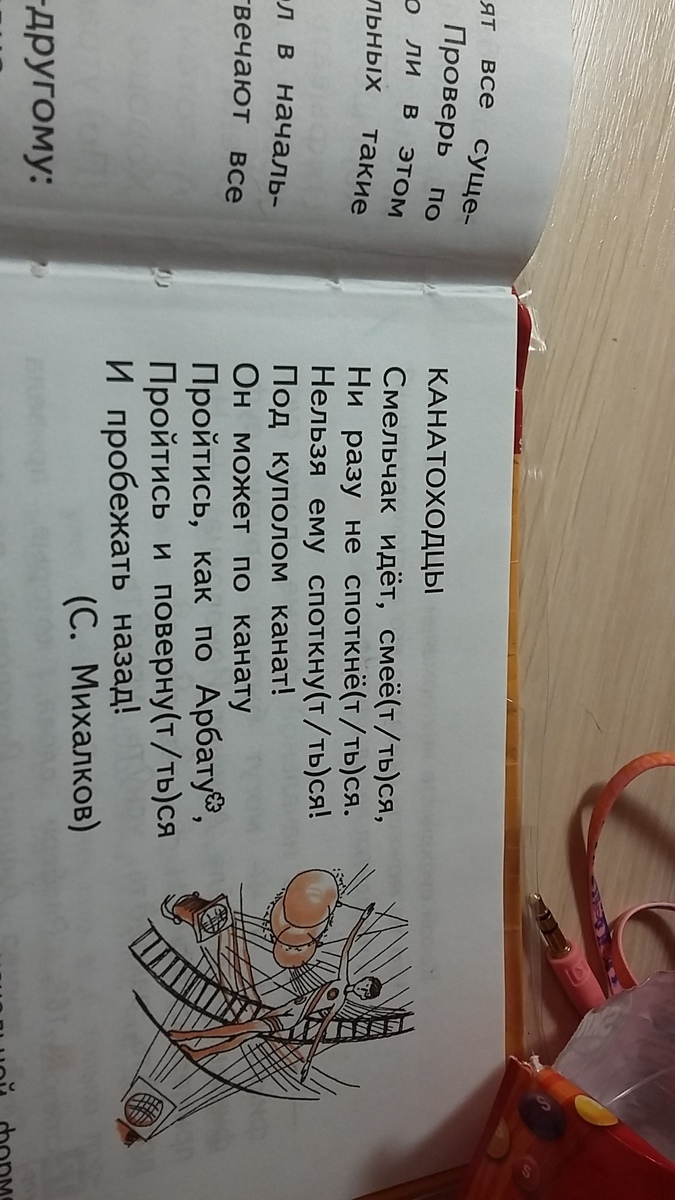 ят все суще-
Проверь по
о ли в этом
льных такие
ол в началь-
вечают все
-другому:
КАНАТОХОДЦЫ
Смельчак идёт, смеё(т/ть)ся,
Ни разу не споткнё(т/ть)ся.
Нельзя ему споткну(т/ть)ся!
Под куполом канат!
Он может по канату
Пройтись, как по Арбату,
Пройтись и поверну(т/ть)ся
И пробежать назад!
(С. Михалков)